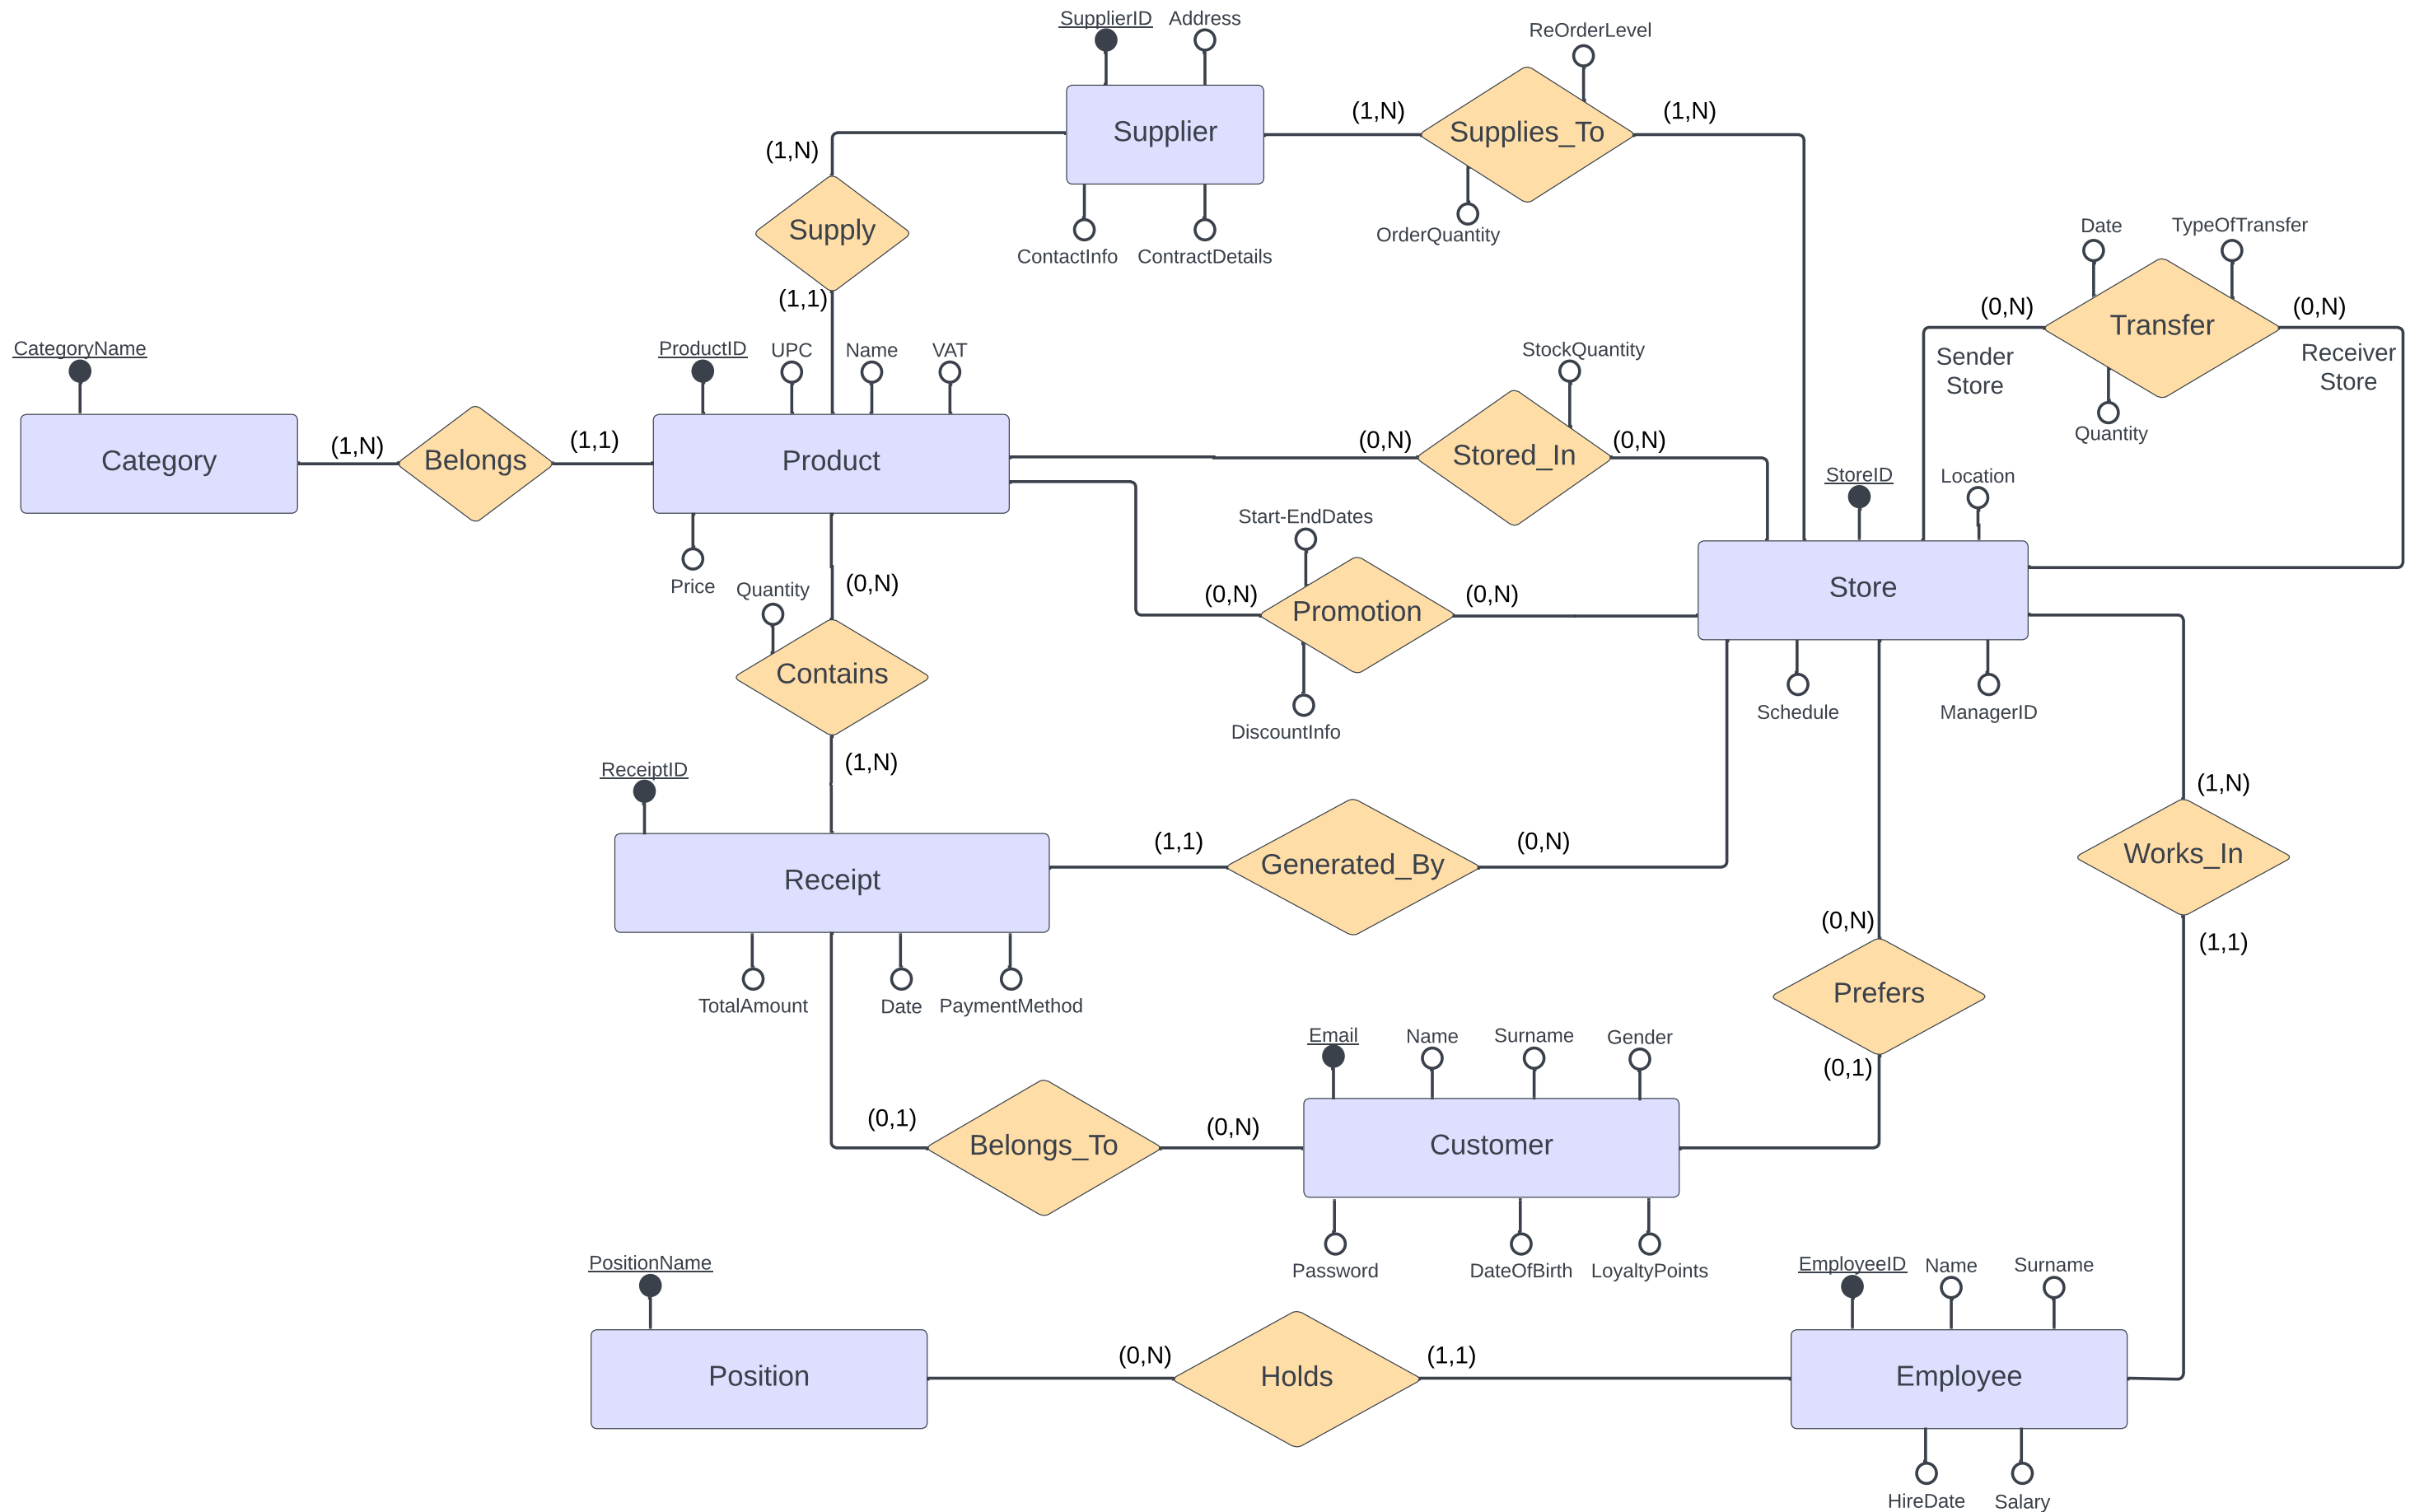 SupplierID
Address
ReOrderLevel
(1,N)
(1,N)
Supplier
Supplies_To
(1,N)
Supply
OrderQuantity
ContactInfo
ContractDetails
Date
TypeOfTransfer
(1,1)
(0,N)
(0,N)
Transfer
CategoryName
ProductID
UPC
Name
VAT
StockQuantity
Sender
Store
Receiver
Store
Quantity
(1,N)
(1,1)
(0,N)
(0,N)
Category
Belongs
Product
Stored_In
StoreID
Location
Start-EndDates
Price
Quantity
(0,N)
(0,N)
(0,N)
Promotion
Store
Contains
Schedule
ManagerID
DiscountInfo
(1,N)
ReceiptID
(1,N)
(1,1)
(0,N)
Receipt
Generated_By
Works_In
(0,N)
(1,1)
TotalAmount
Date
PaymentMethod
Prefers
Email
Name
Surname
Gender
(0,1)
(0,1)
(0,N)
Belongs_To
Customer
PositionName
Password
DateOfBirth
LoyaltyPoints
EmployeeID
Name
Surname
(0,N)
(1,1)
Position
Holds
Employee
HireDate
Salary